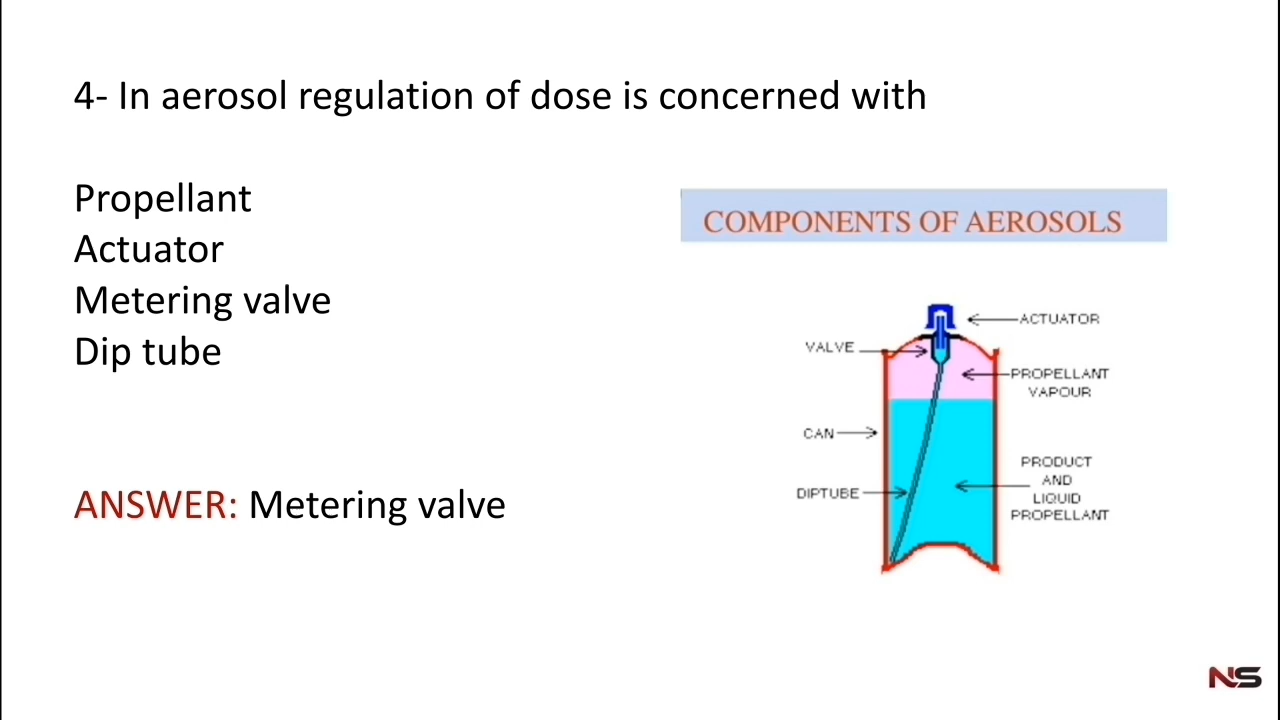 4- In aerosol regulation of dose is concerned with
Propellant
Actuator
Metering valve
Dip tube
ANSWER: Metering valve
COMPONENTS OF AEROSOLS
ACTUATOR
VALVE
PROPELLANT
VAPOUR
CAN
PRODUCT
AND
LIQUID
PROPELLANT
DIPTUBE
NS